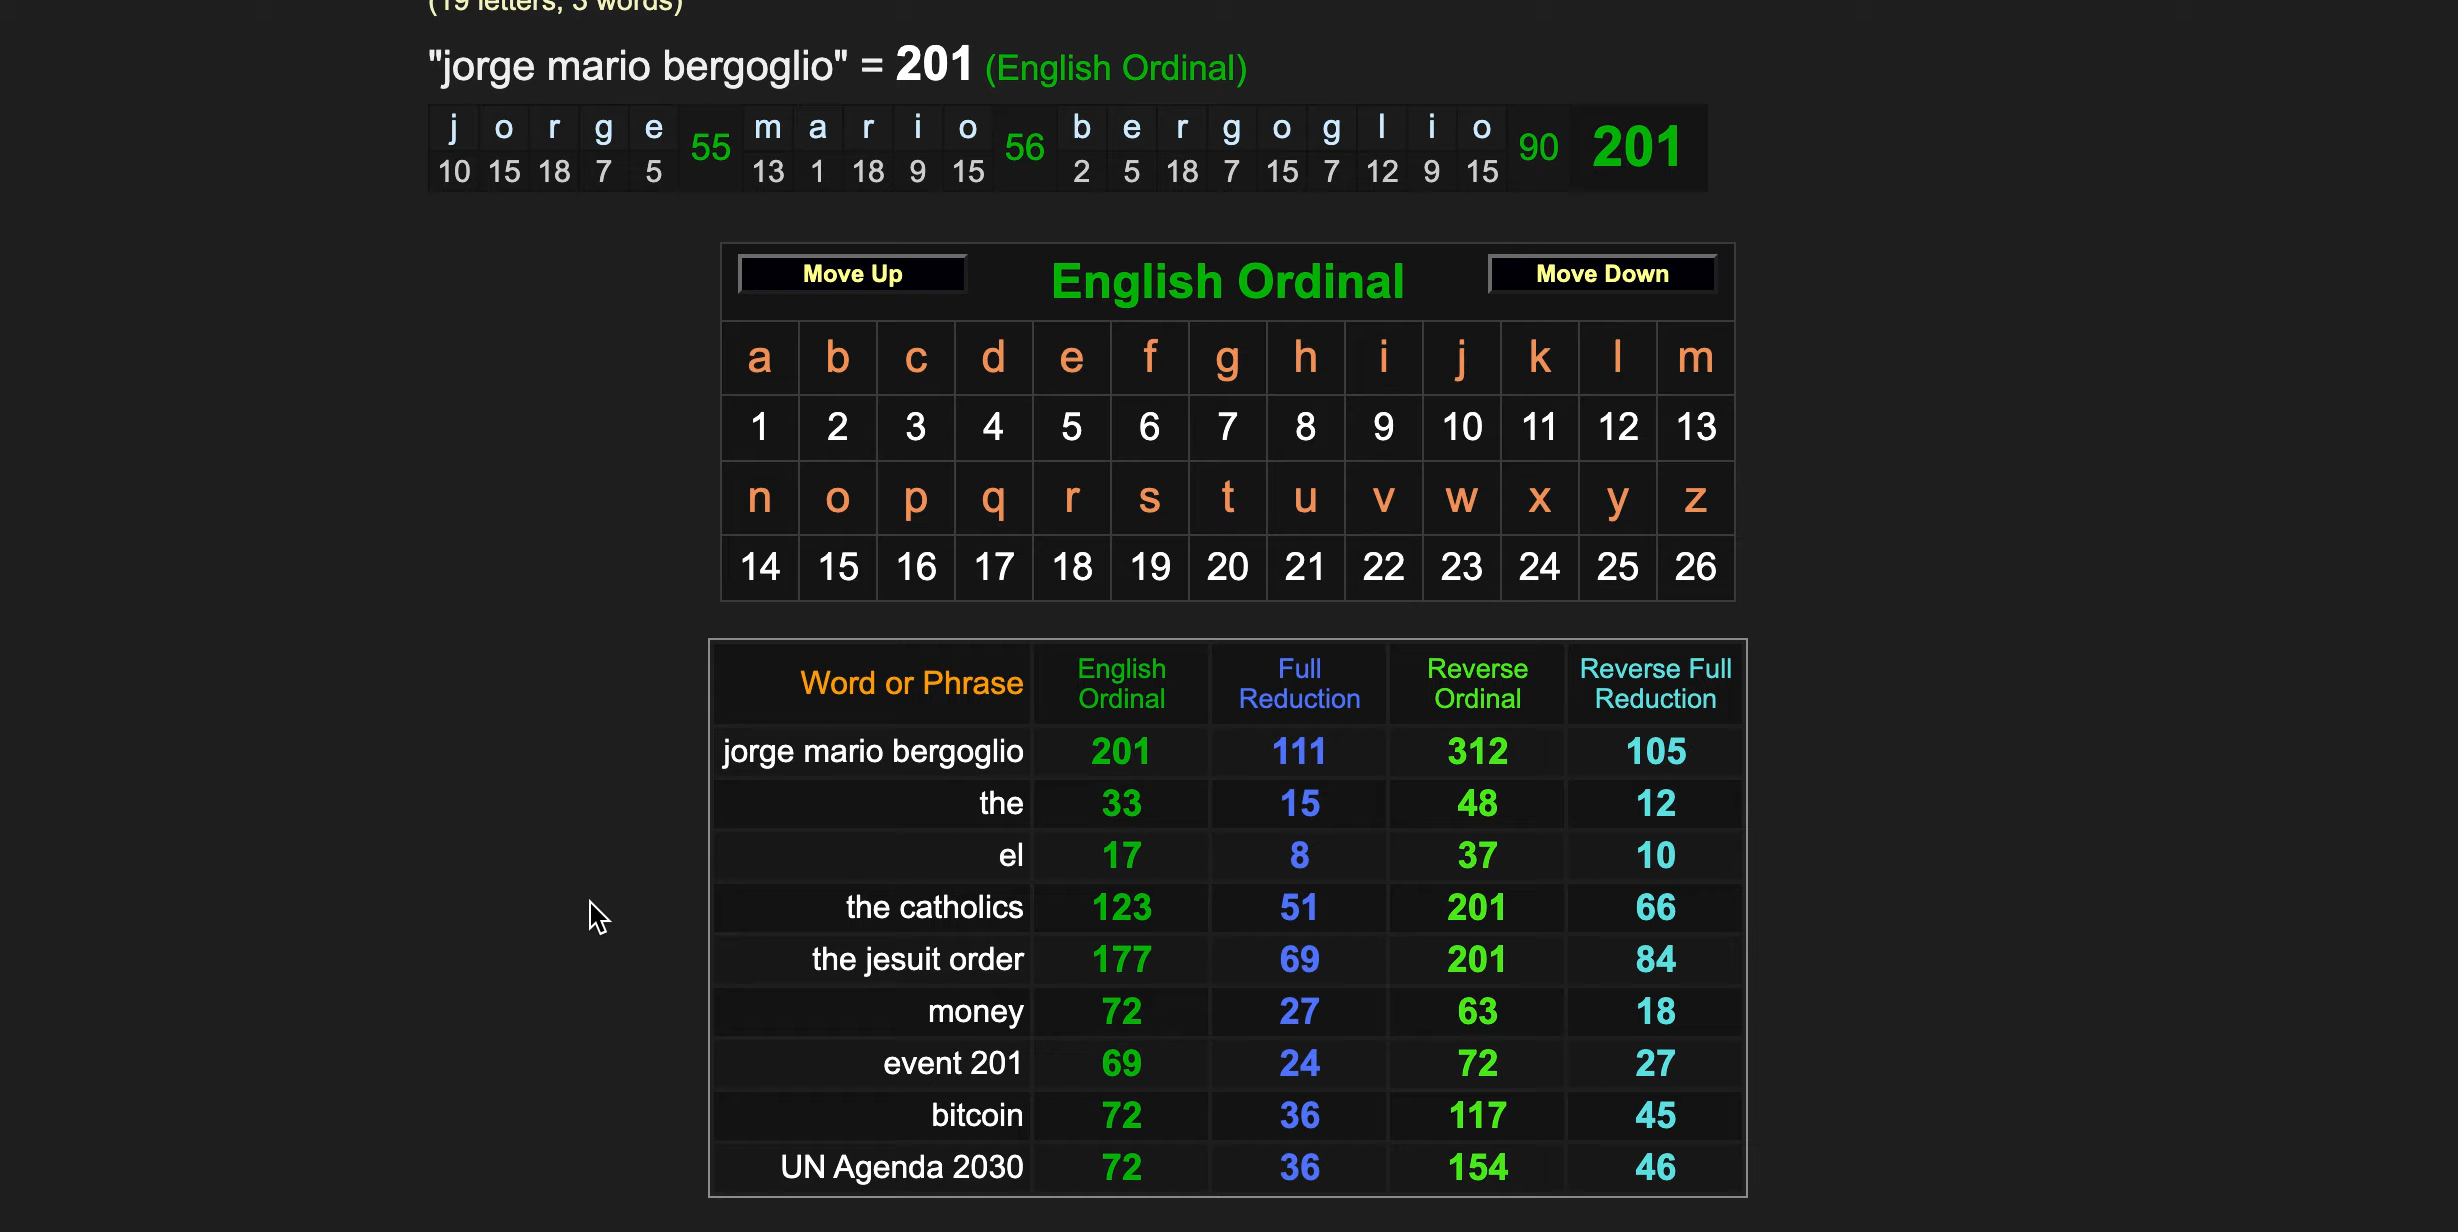 (19 letters, 3 words)
"jorge mario bergoglio" = 201 (English Ordinal)
j o r g e 55 m a r i o 56 b e r g o g l i o 90 201
10 15 18 7 5 13 1 18 9 15 2 5 18 7 15 7 12 9 15
Move Up English Ordinal Move Down
a b c d e f g h i j k l m
1 2 3 4 5 6 7 8 9 10 11 12 13
n o p q r s t u v w x y z
14 15 16 17 18 19 20 21 22 23 24 25 26
Word or Phrase English Ordinal Full Reduction Reverse Ordinal Reverse Full Reduction
jorge mario bergoglio 201 111 312 105
the 33 15 48 12
el 17 8 37 10
the catholics 123 51 201 66
the jesuit order 177 69 201 84
money 72 27 63 18
event 201 69 24 72 27
bitcoin 72 36 117 45
UN Agenda 2030 72 36 154 46